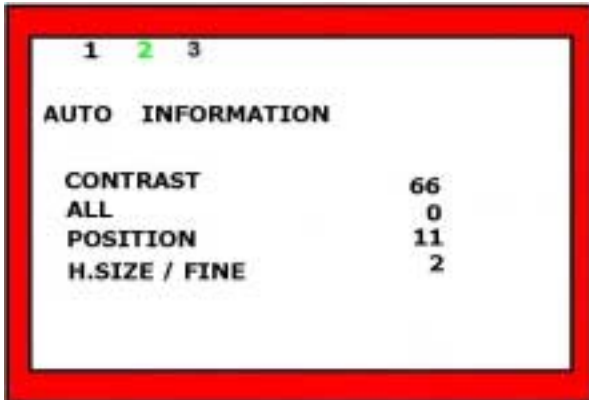 1 2 3
AUTO INFORMATION
CONTRAST 66
ALL 0
POSITION 11
H.SIZE / FINE 2